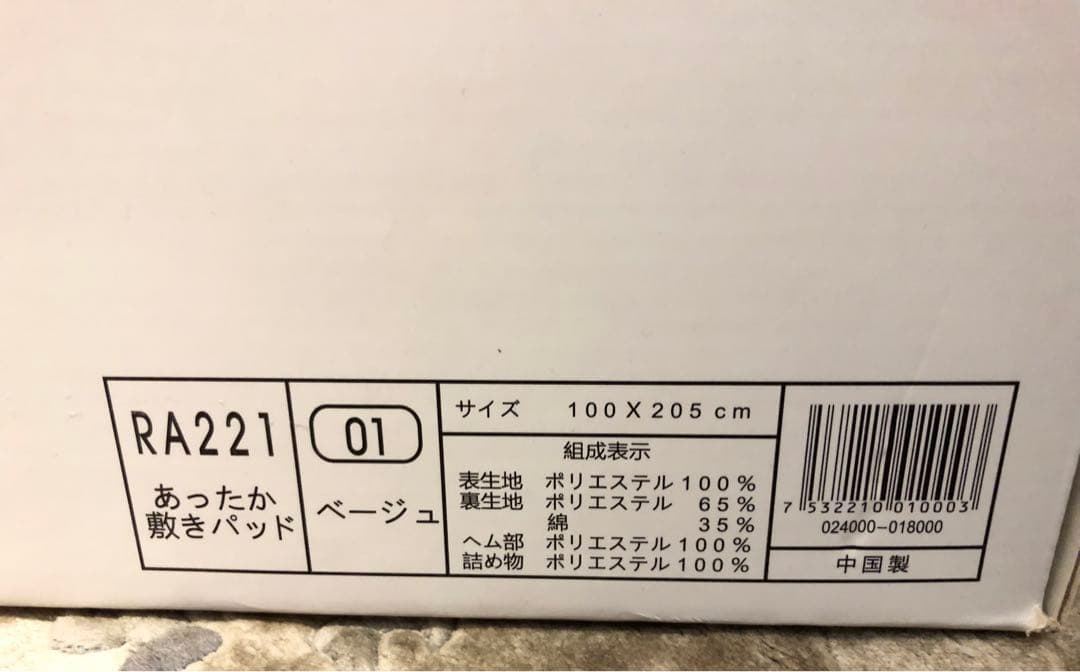 RA221
あったか
敷きパッド
01
ベージュ
サイズ 100X205cm
組成表示
表生地 ポリエステル 100%
裏生地 ポリエステル 65%
綿 35%
ヘム部 ポリエステル 100%
詰め物 ポリエステル 100%
7 532210 010003
024000-018000
中国製